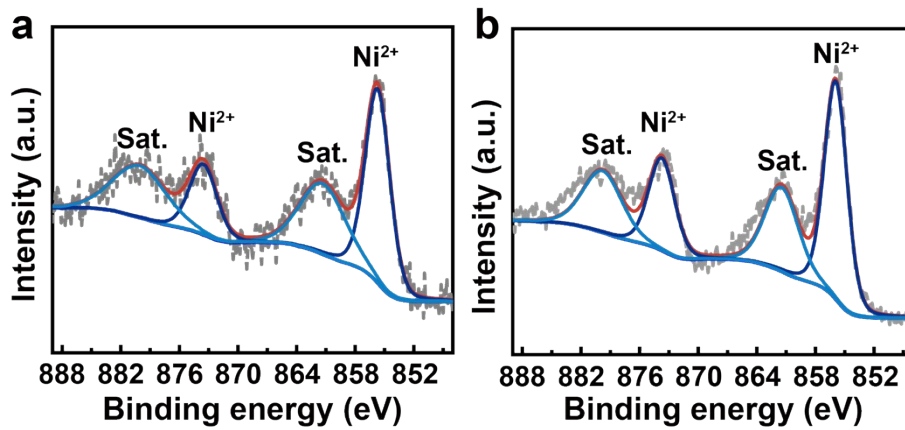 a
Ni²⁺
Ni²⁺
Sat.
Sat.
Intensity (a.u.)
888 882 876 870 864 858 852
Binding energy (eV)
b
Ni²⁺
Ni²⁺
Sat.
Sat.
Intensity (a.u.)
888 882 876 870 864 858 852
Binding energy (eV)